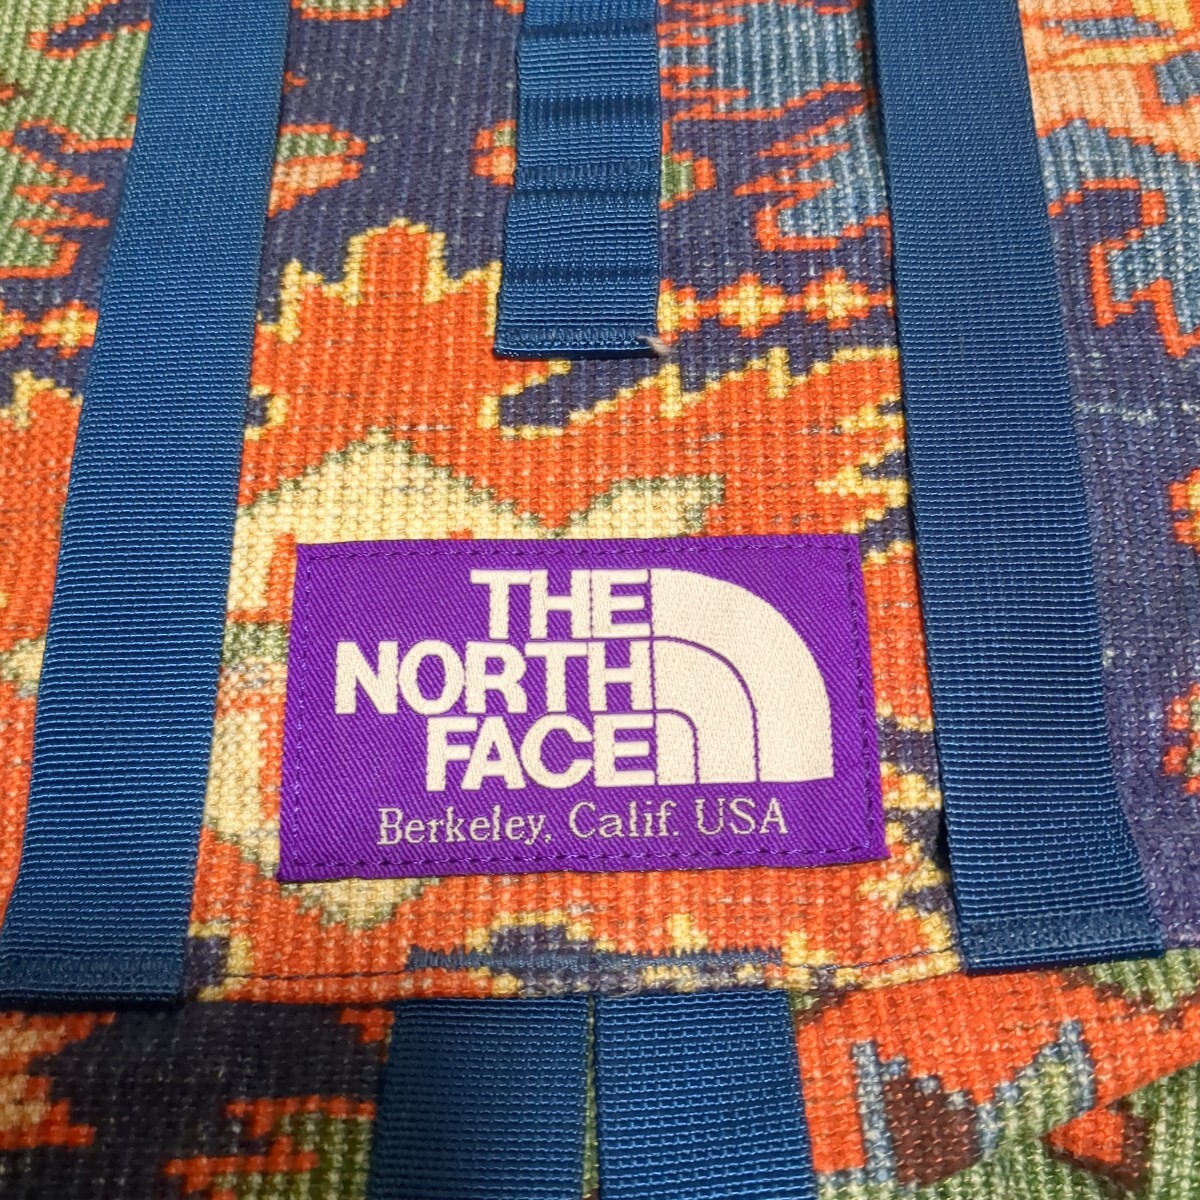 THE
NORTH
FACE
Berkeley, Calif. USA